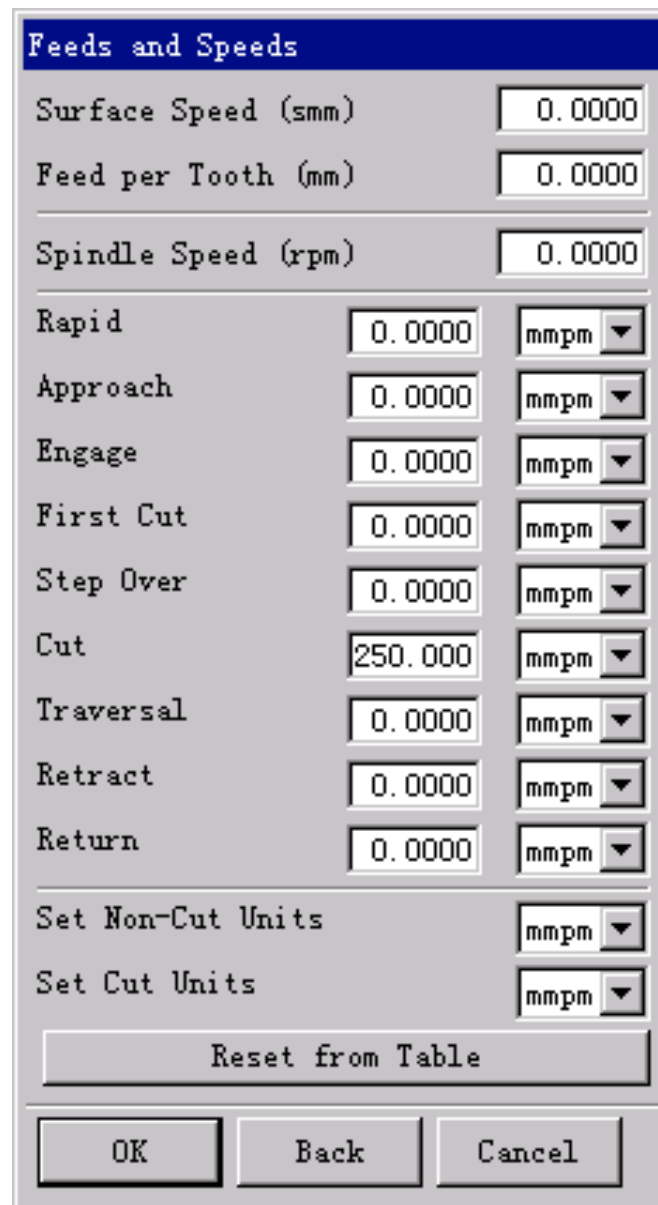 Feeds and Speeds
Surface Speed (smm) 0.0000
Feed per Tooth (mm) 0.0000
Spindle Speed (rpm) 0.0000
Rapid 0.0000 mmpm
Approach 0.0000 mmpm
Engage 0.0000 mmpm
First Cut 0.0000 mmpm
Step Over 0.0000 mmpm
Cut 250.000 mmpm
Traversal 0.0000 mmpm
Retract 0.0000 mmpm
Return 0.0000 mmpm
Set Non-Cut Units mmpm
Set Cut Units mmpm
Reset from Table
OK Back Cancel